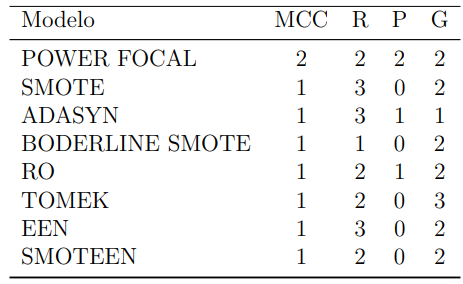 Modelo MCC R P G
POWER FOCAL 2 2 2 2
SMOTE 1 3 0 2
ADASYN 1 3 1 1
BODERLINE SMOTE 1 1 0 2
RO 1 2 1 2
TOMEK 1 2 0 3
EEN 1 3 0 2
SMOTEEN 1 2 0 2